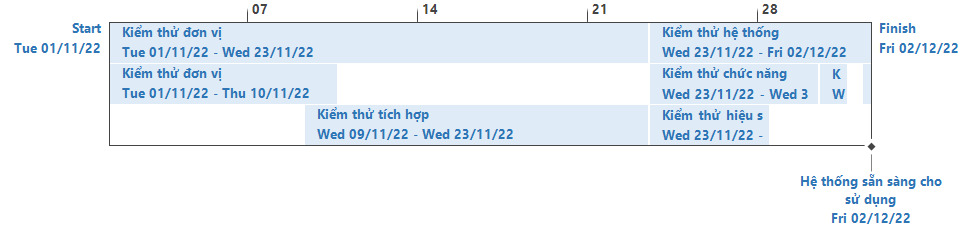 07
14
21
28
Start
Tue 01/11/22
Kiểm thử đơn vị
Tue 01/11/22 - Wed 23/11/22
Kiểm thử hệ thống
Wed 23/11/22 - Fri 02/12/22
Finish
Fri 02/12/22
Kiểm thử đơn vị
Tue 01/11/22 - Thu 10/11/22
Kiểm thử chức năng
Wed 23/11/22 - Wed 3
K
W
Kiểm thử tích hợp
Wed 09/11/22 - Wed 23/11/22
Kiểm thử hiệu s
Wed 23/11/22 -
Hệ thống sẵn sàng cho
sử dụng
Fri 02/12/22